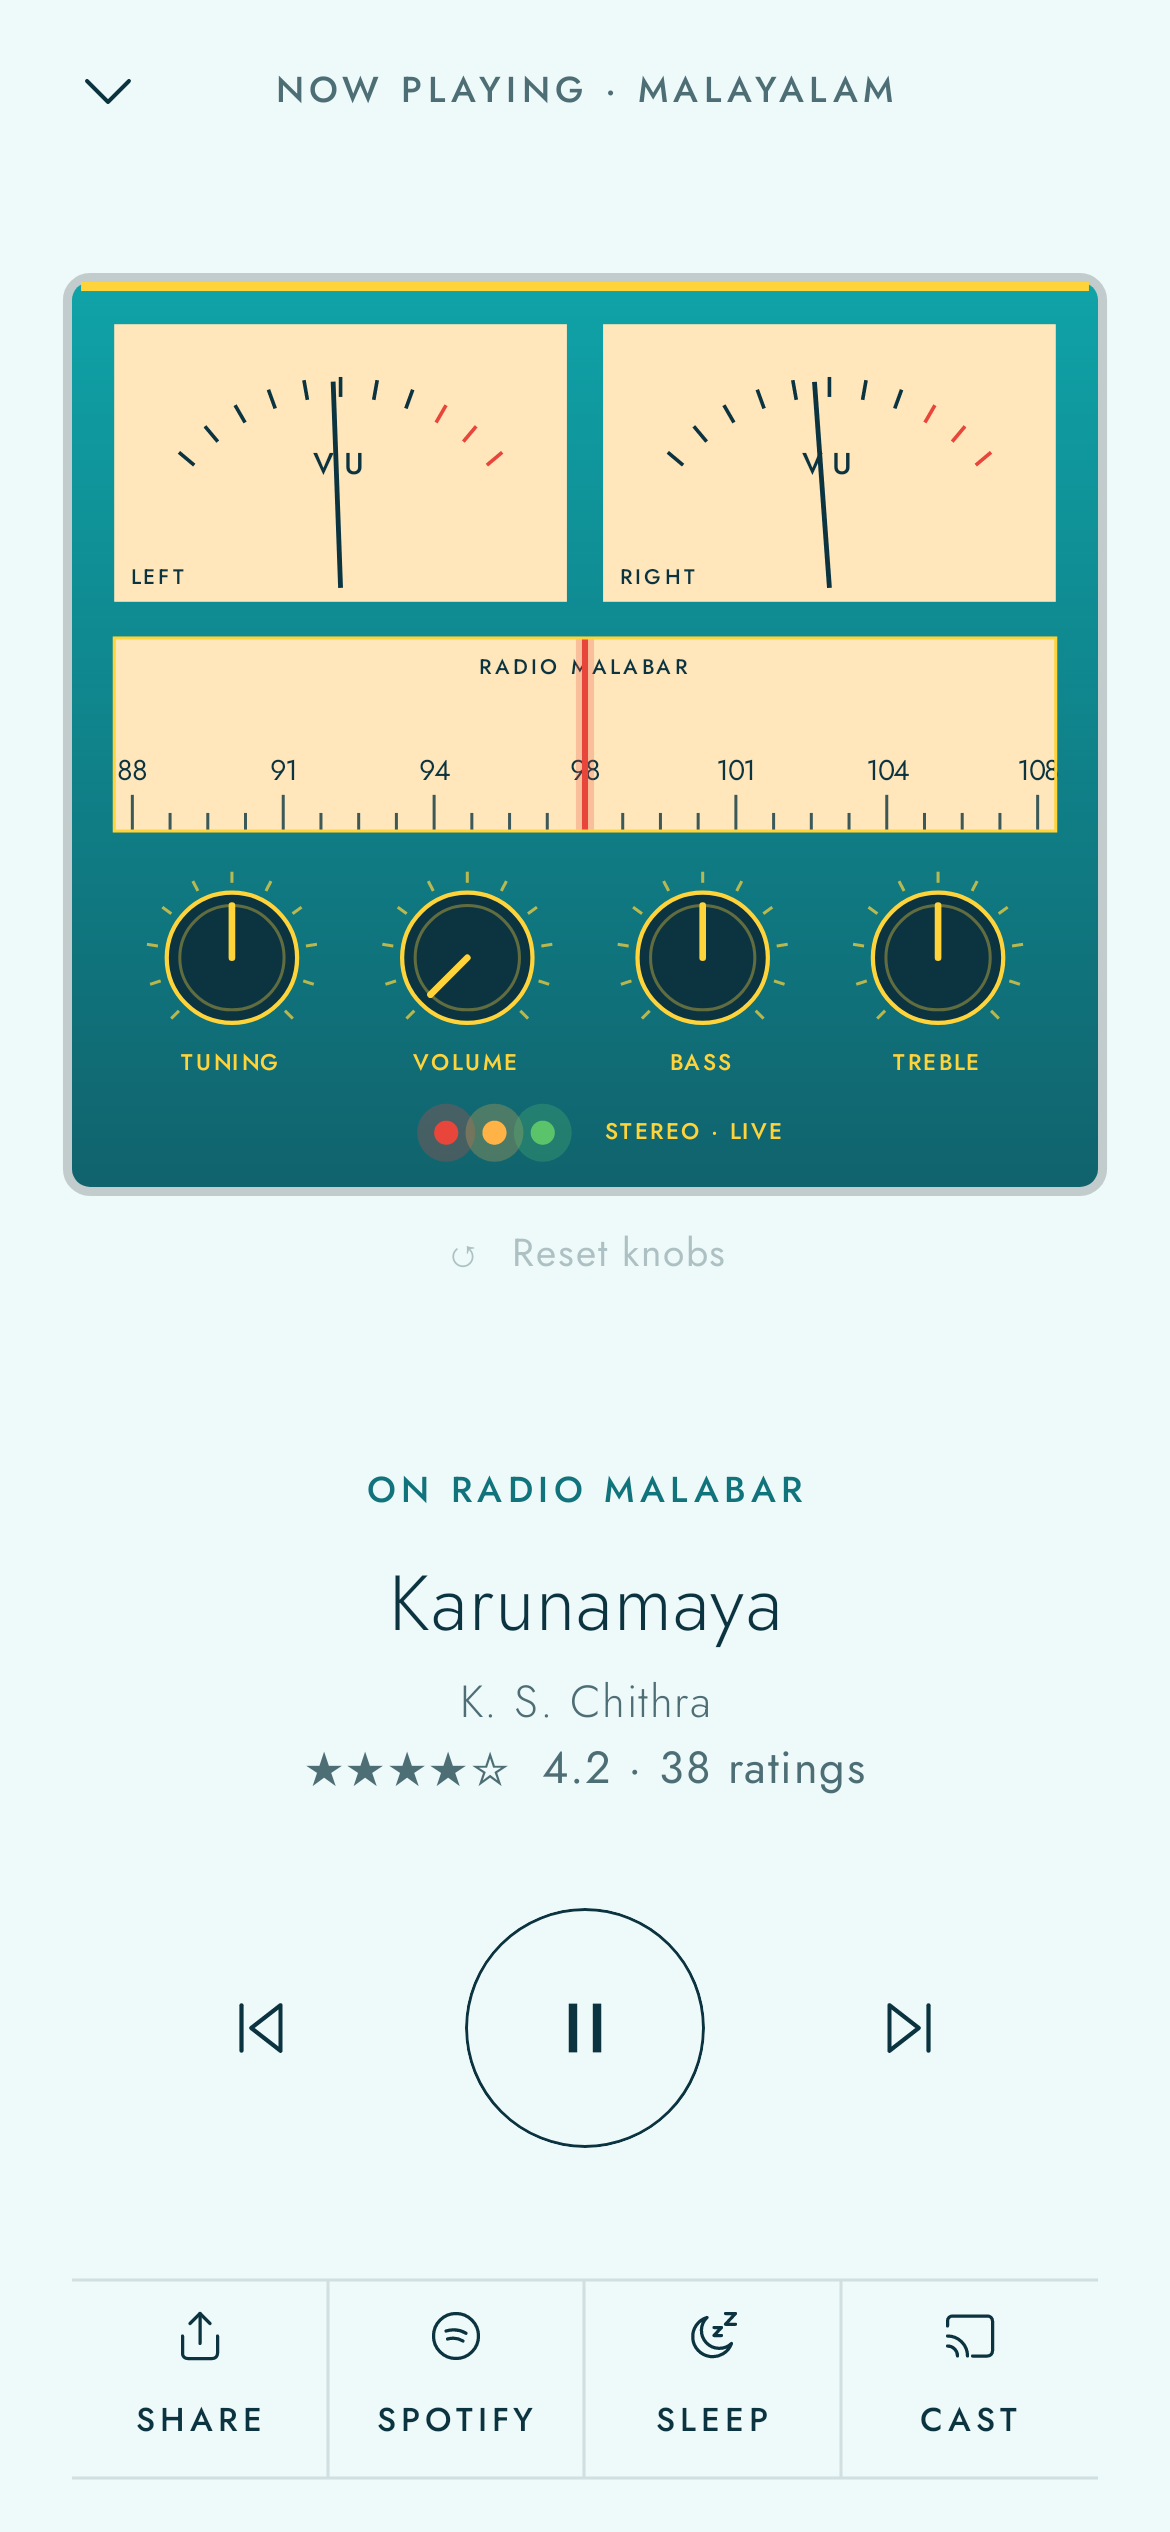 NOW PLAYING · MALAYALAM
VU
VU
LEFT
RIGHT
RADIO MALABAR
88 91 94 98 101 104 108
TUNING VOLUME BASS TREBLE
STEREO · LIVE
Reset knobs
ON RADIO MALABAR
Karunamaya
K. S. Chithra
★★★★☆ 4.2 · 38 ratings
SHARE SPOTIFY SLEEP CAST